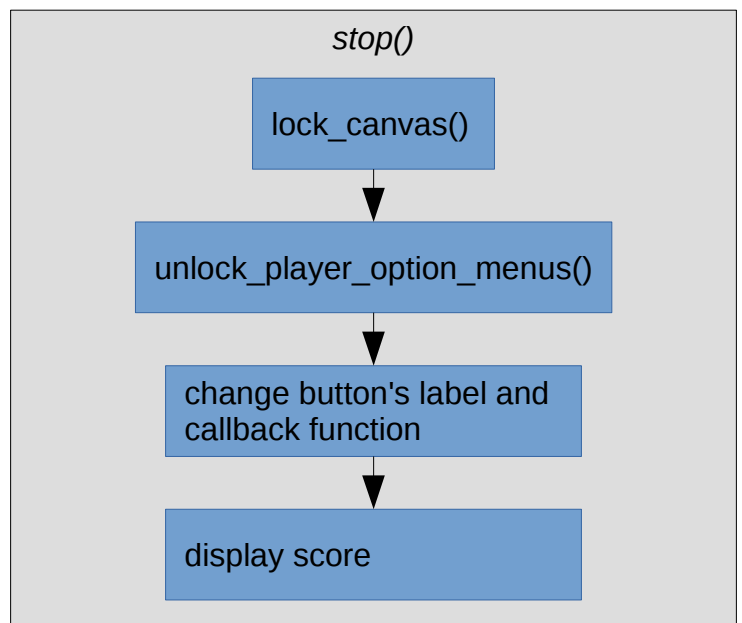 stop()
lock_canvas()
unlock_player_option_menus()
change button's label and
callback function
display score